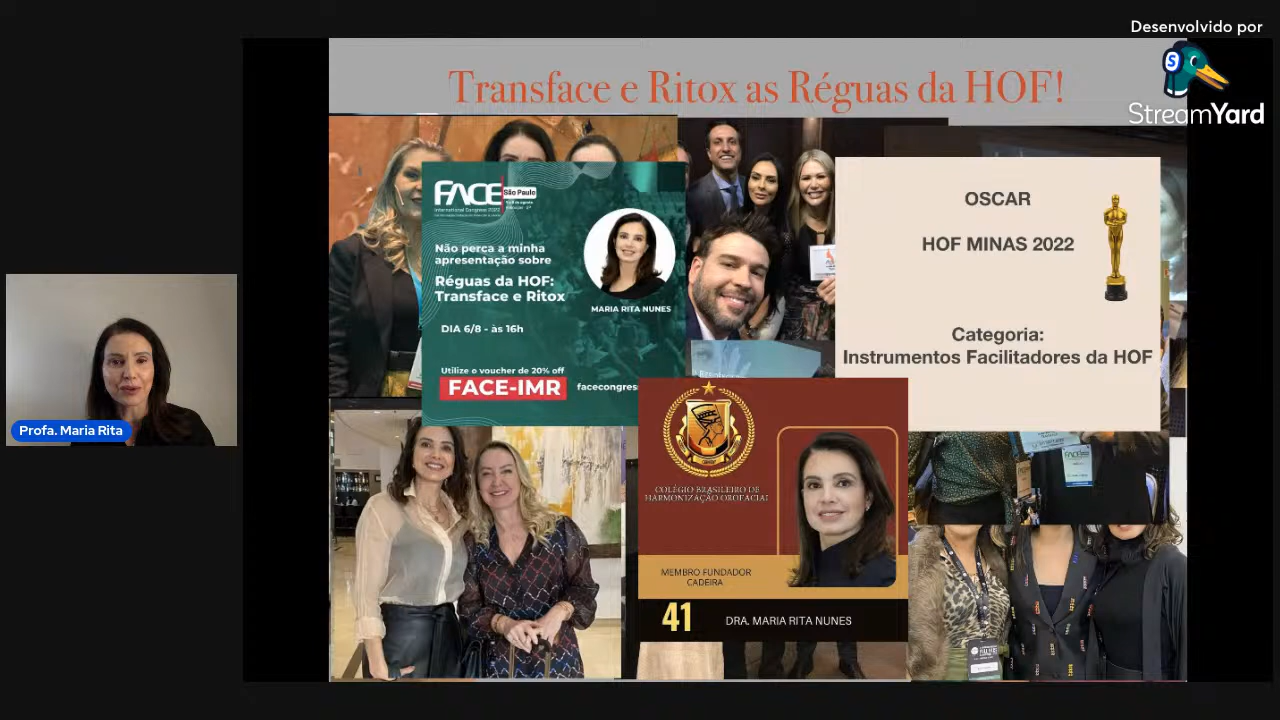 Desenvolvido por
StreamYard
Transface e Ritox as Réguas da HOF!
FACE
São Paulo
International Congress 2022
Não perca a minha
apresentação sobre
Réguas da HOF:
Transface e Ritox
MARIA RITA NUNES
DIA 6/8 - às 16h
Utilize o voucher de 20% off
FACE-IMR
facecongres
OSCAR
HOF MINAS 2022
Categoria:
Instrumentos Facilitadores da HOF
Profa. Maria Rita
COLÉGIO BRASILEIRO DE
HARMONIZAÇÃO OROFACIAL
MEMBRO FUNDADOR
CADEIRA
41
DRA. MARIA RITA NUNES